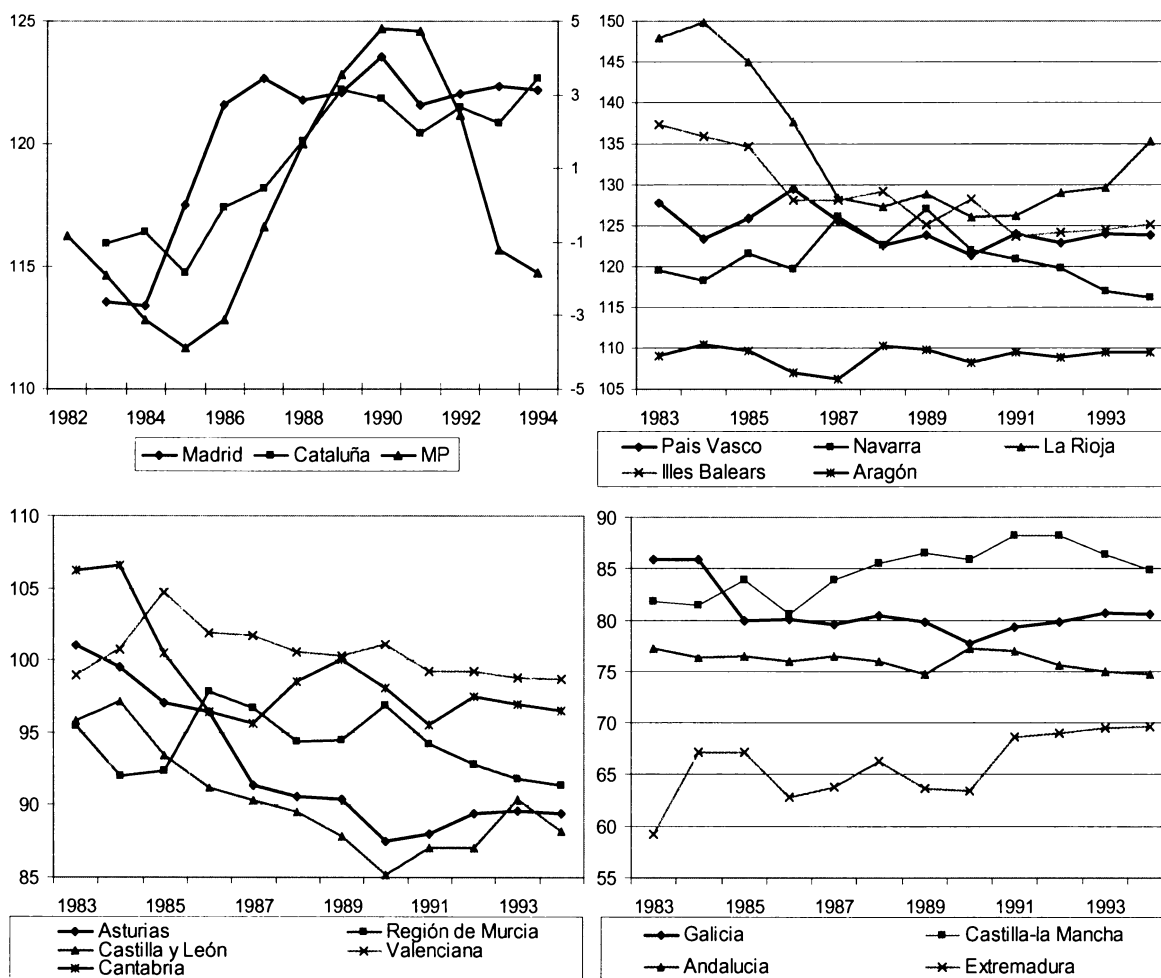 125
120
115
110
5
3
1
-1
-3
-5
1982 1984 1986 1988 1990 1992 1994
Madrid Cataluña MP
150
145
140
135
130
125
120
115
110
105
1983 1985 1987 1989 1991 1993
Pais Vasco Navarra La Rioja
Illes Balears Aragón
110
105
100
95
90
85
1983 1985 1987 1989 1991 1993
Asturias Región de Murcia
Castilla y León Valenciana
Cantabria
90
85
80
75
70
65
60
55
1983 1985 1987 1989 1991 1993
Galicia Castilla-la Mancha
Andalucia Extremadura